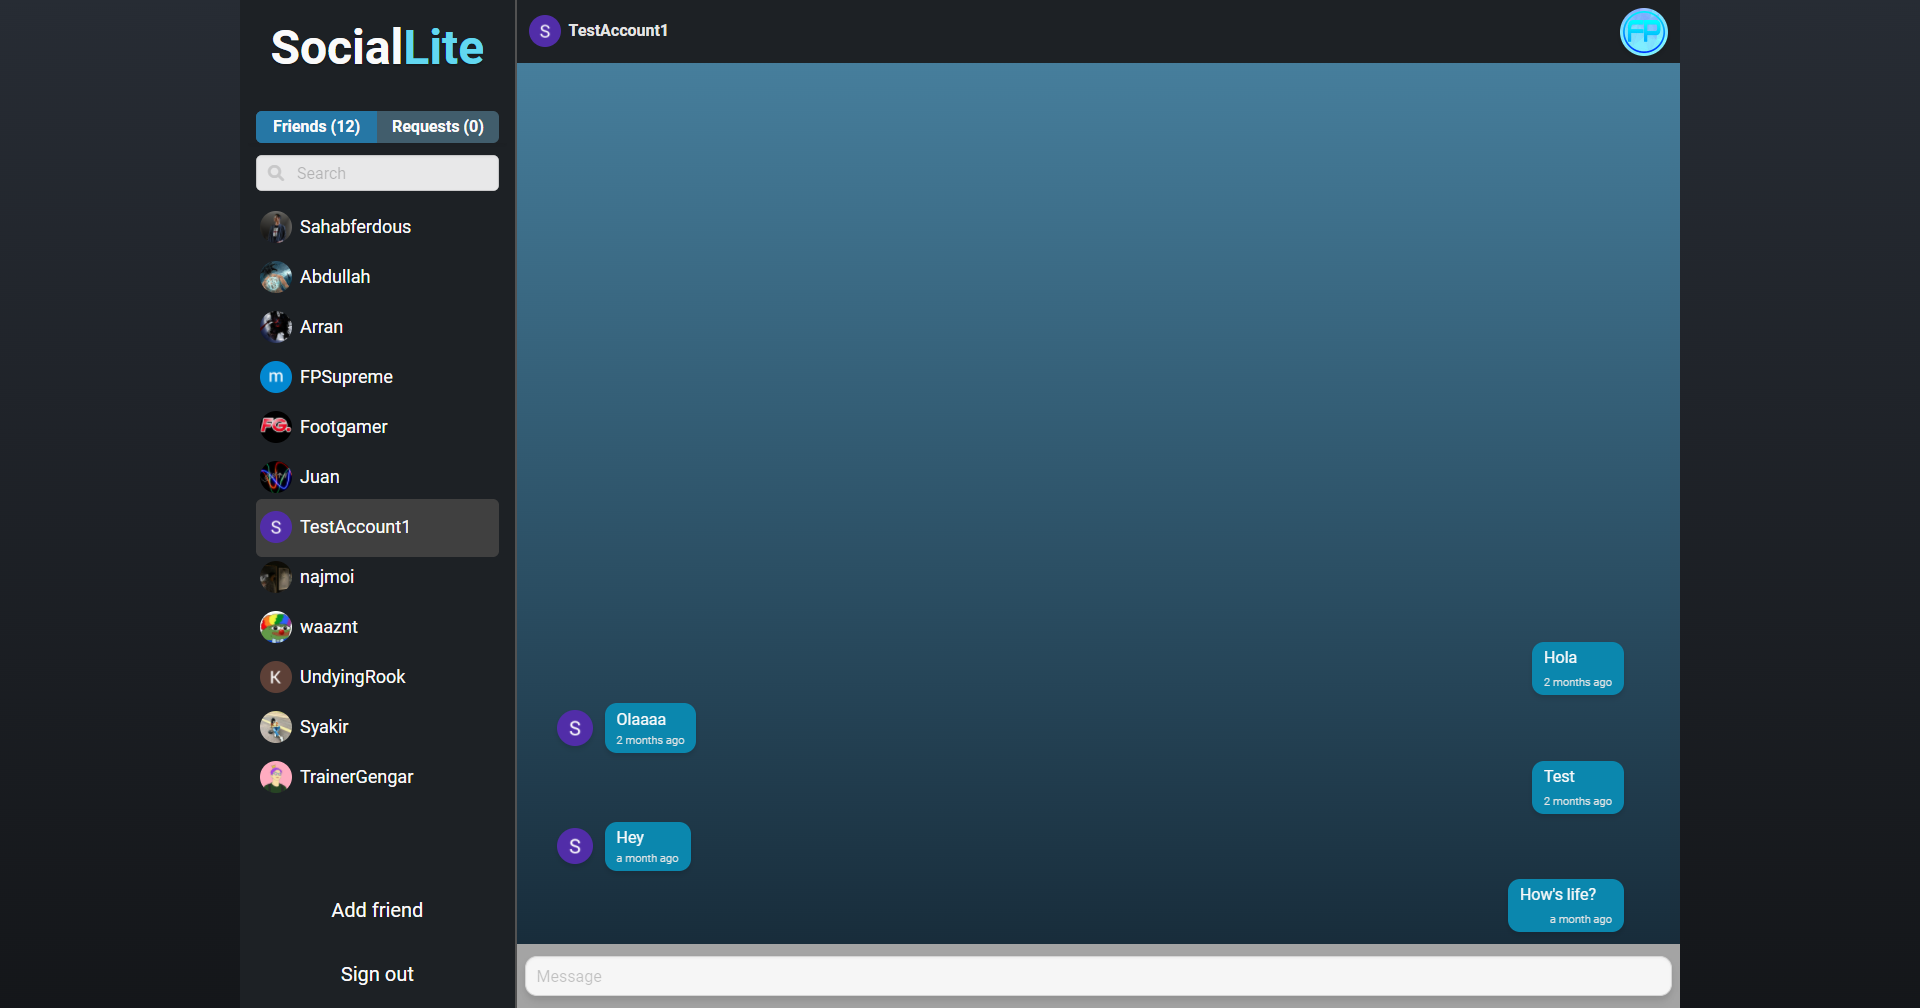 SocialLite
Friends (12)
Requests (0)
Search
Sahabferdous
Abdullah
Arran
m
FPSupreme
FG.
Footgamer
Juan
S
TestAccount1
najmoi
waaznt
K
UndyingRook
Syakir
TrainerGengar
Add friend
Sign out
S
TestAccount1
FP
Hola
2 months ago
S
Olaaaa
2 months ago
Test
2 months ago
S
Hey
a month ago
How's life?
a month ago
Message